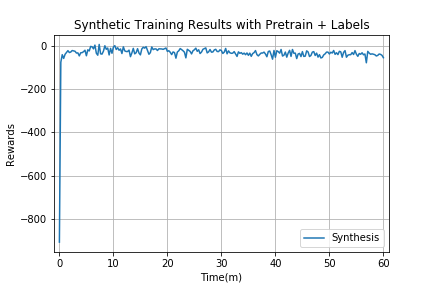 Synthetic Training Results with Pretrain + Labels
0
−200
−400
−600
−800
Rewards
0 10 20 30 40 50 60
Time(m)
Synthesis